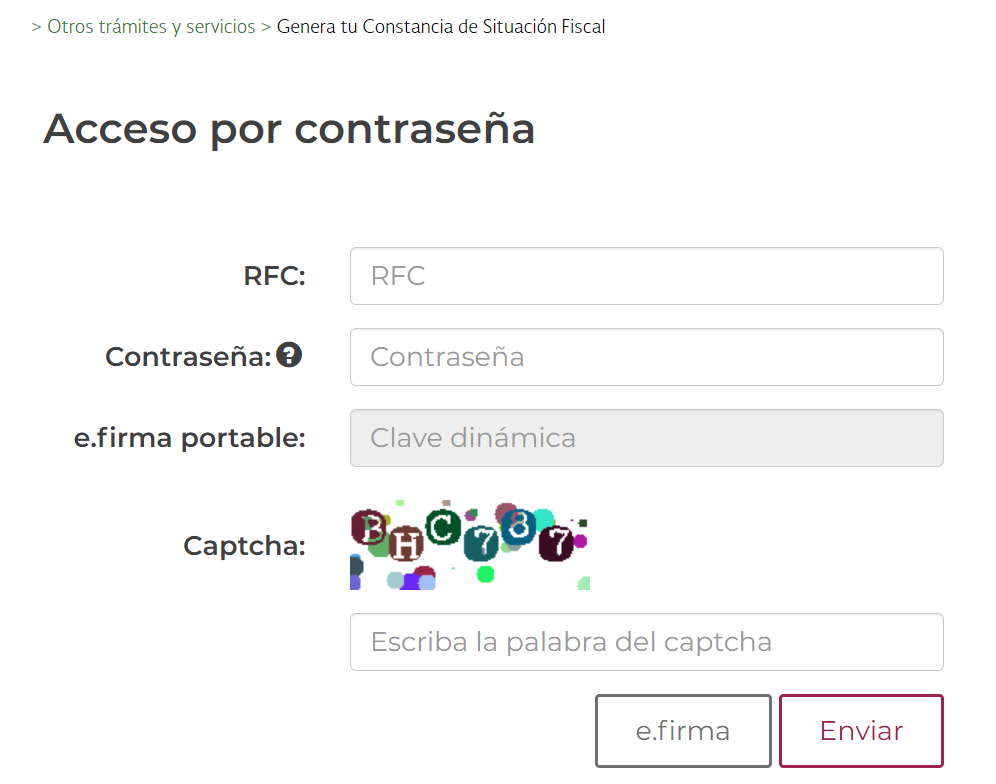 > Otros trámites y servicios > Genera tu Constancia de Situación Fiscal
Acceso por contraseña
RFC: RFC
Contraseña: ? Contraseña
e.firma portable: Clave dinámica
Captcha: BHC787
Escriba la palabra del captcha
e.firma Enviar